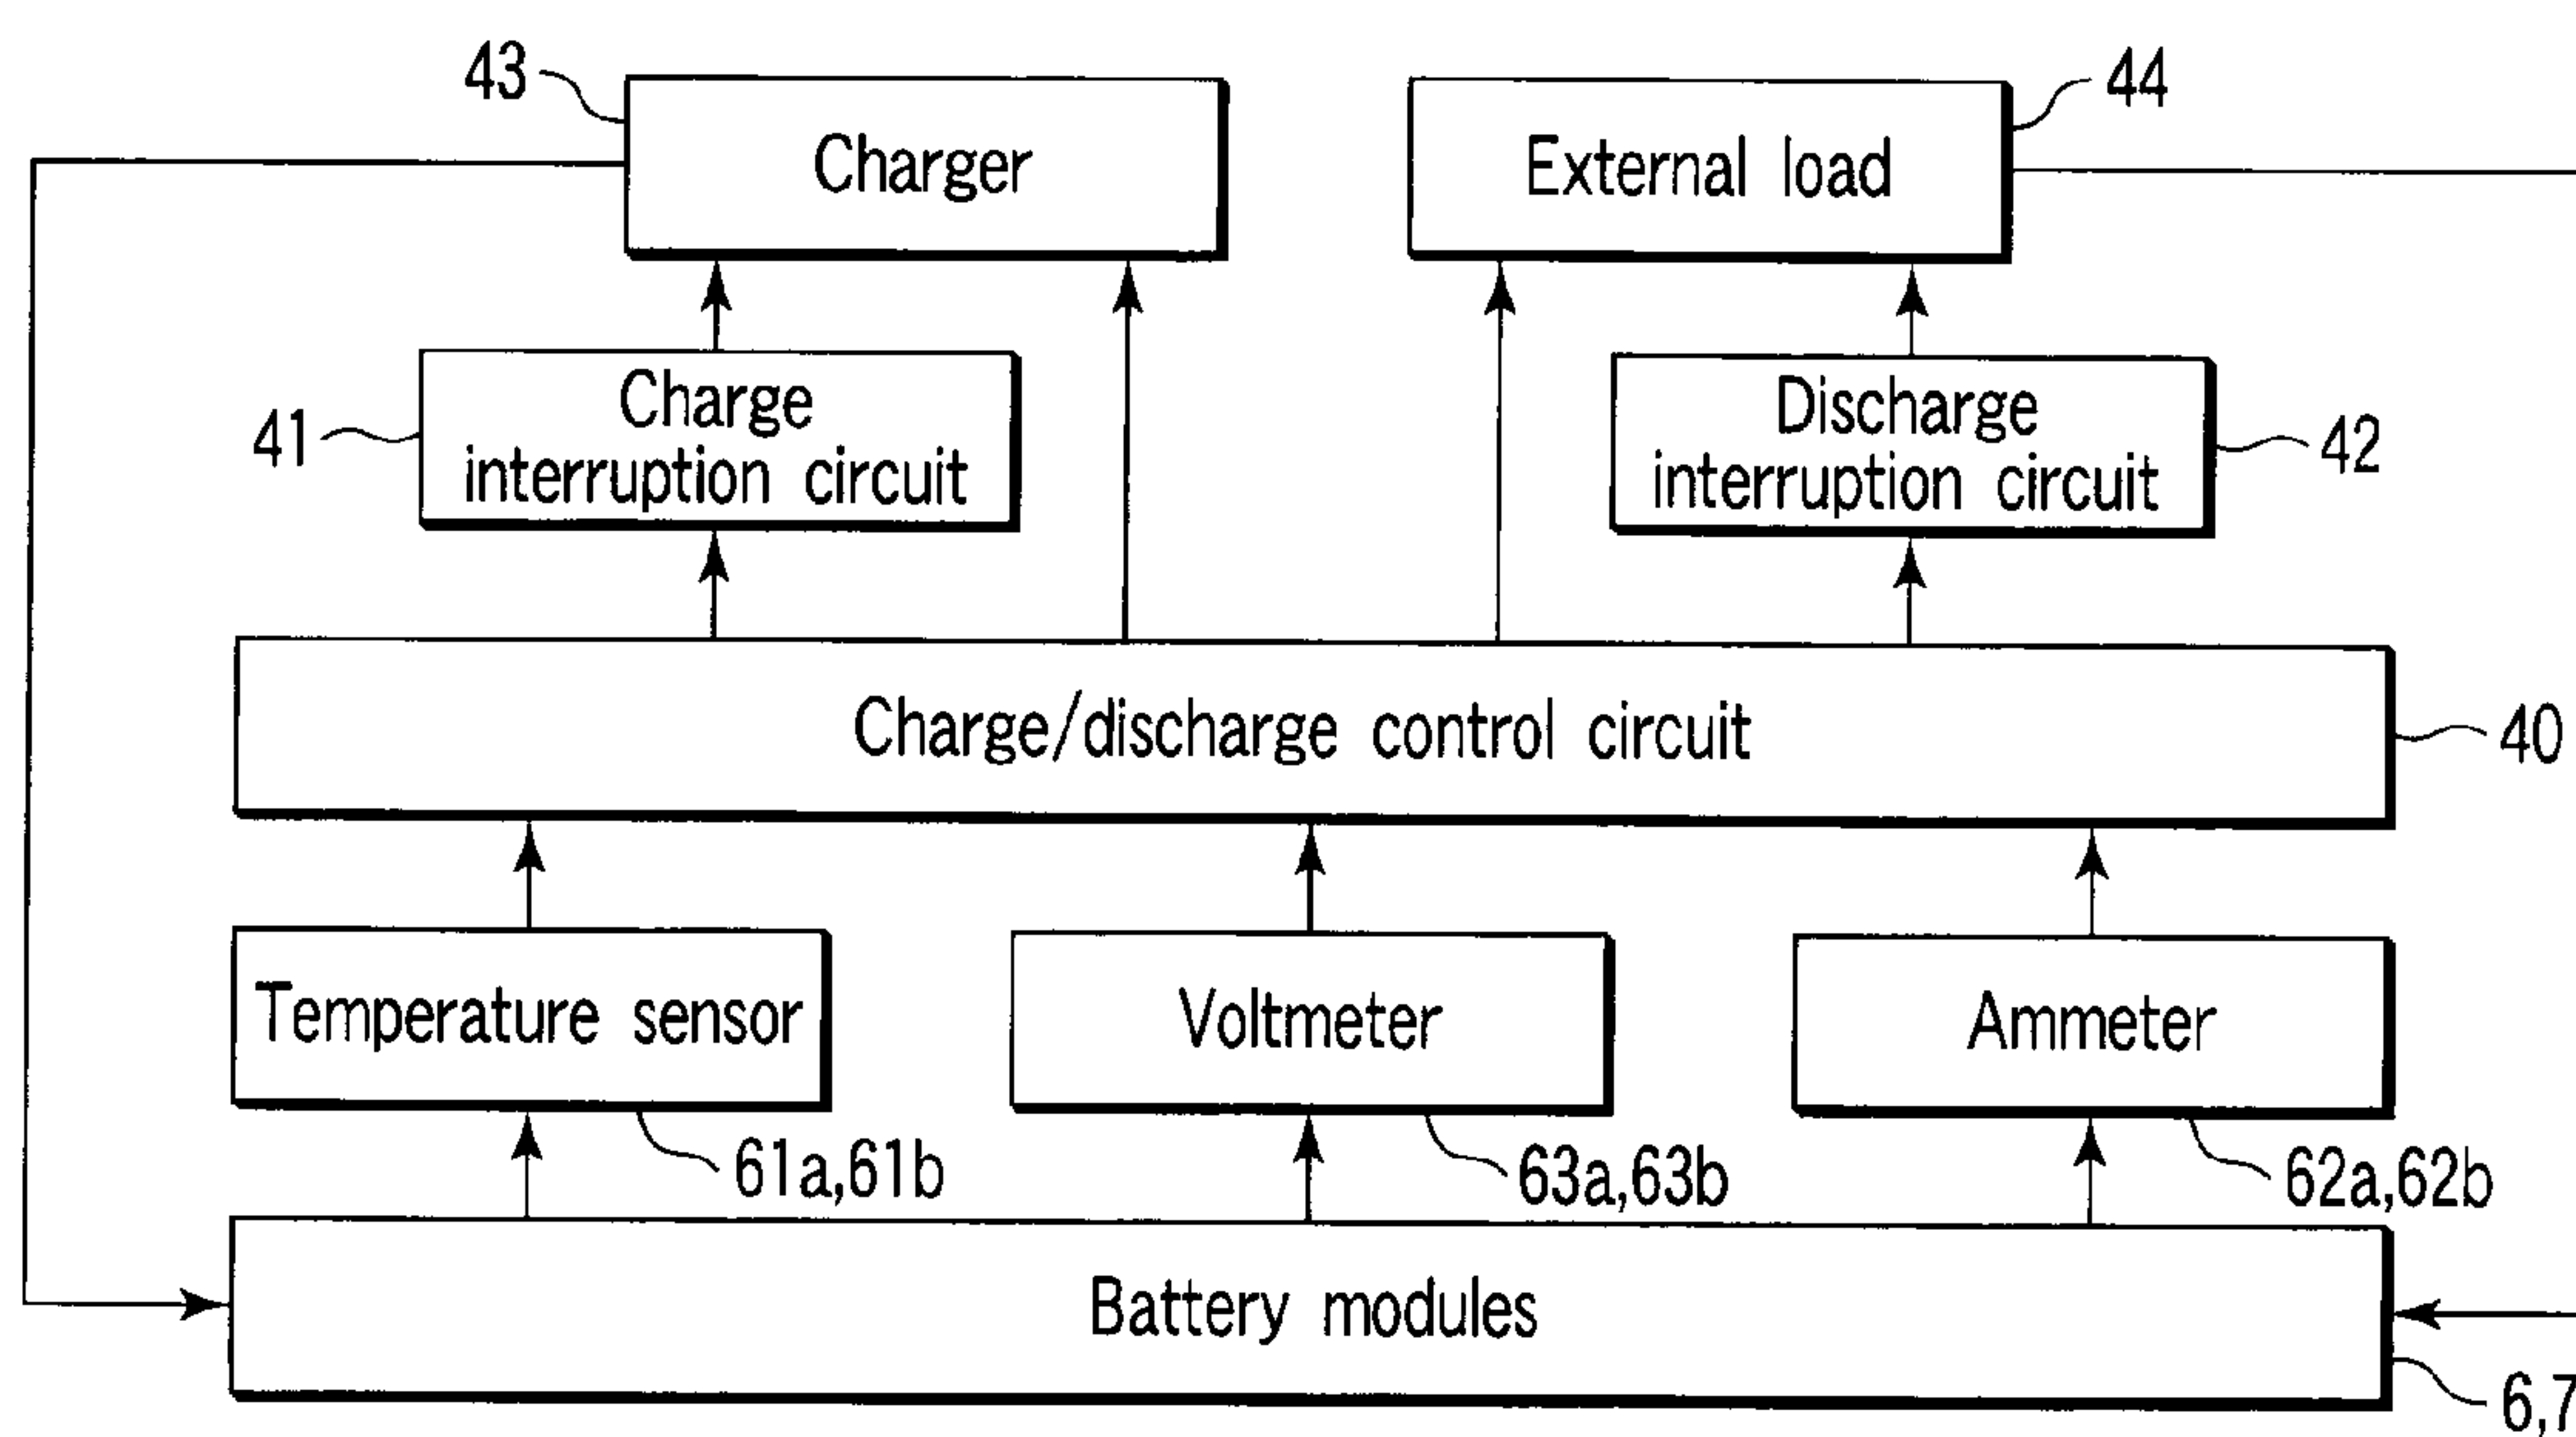 43
Charger
External load
44
41
Charge
interruption circuit
Discharge
interruption circuit
42
Charge/discharge control circuit
40
Temperature sensor
Voltmeter
Ammeter
61a,61b
63a,63b
62a,62b
Battery modules
6,7